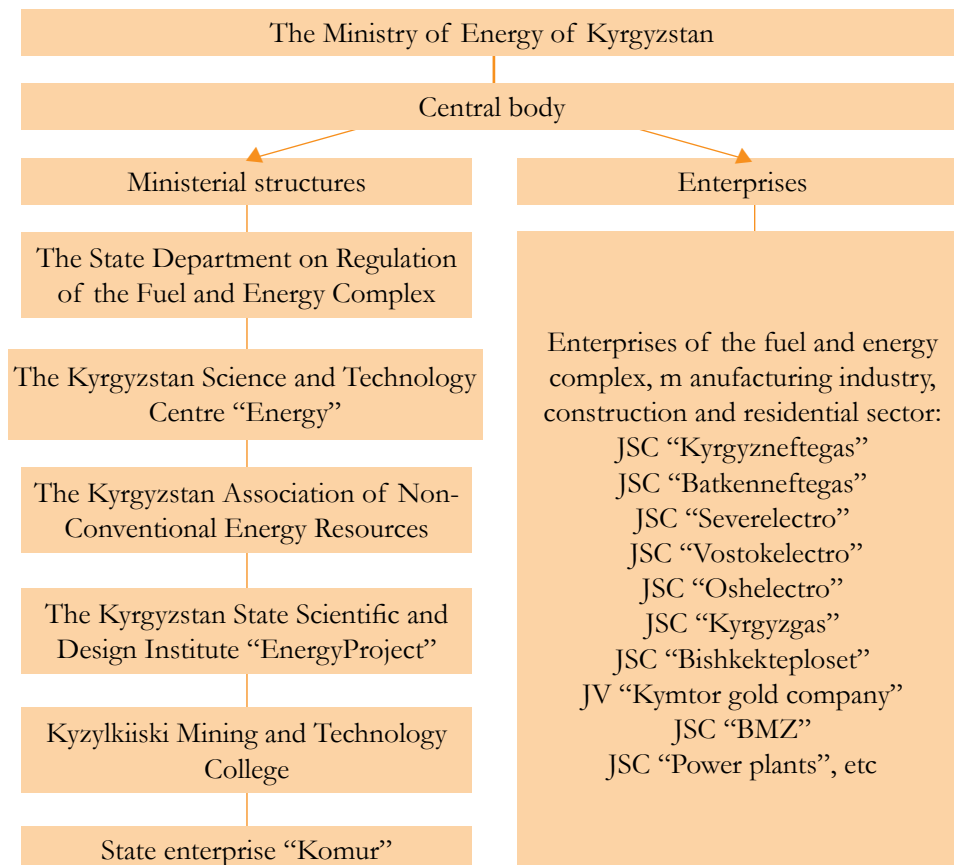 The Ministry of Energy of Kyrgyzstan
Central body
Ministerial structures
Enterprises
The State Department on Regulation
of the Fuel and Energy Complex
The Kyrgyzstan Science and Technology
Centre “Energy”
The Kyrgyzstan Association of Non-
Conventional Energy Resources
The Kyrgyzstan State Scientific and
Design Institute “EnergyProject”
Kyzylkiiski Mining and Technology
College
State enterprise “Komur”
Enterprises of the fuel and energy
complex, m anufacturing industry,
construction and residential sector:
JSC “Kyrgyzneftegas”
JSC “Batkenneftegas”
JSC “Severelectro”
JSC “Vostokelectro”
JSC “Oshelectro”
JSC “Kyrgyzgas”
JSC “Bishkekteploset”
JV “Kymtor gold company”
JSC “BMZ”
JSC “Power plants”, etc